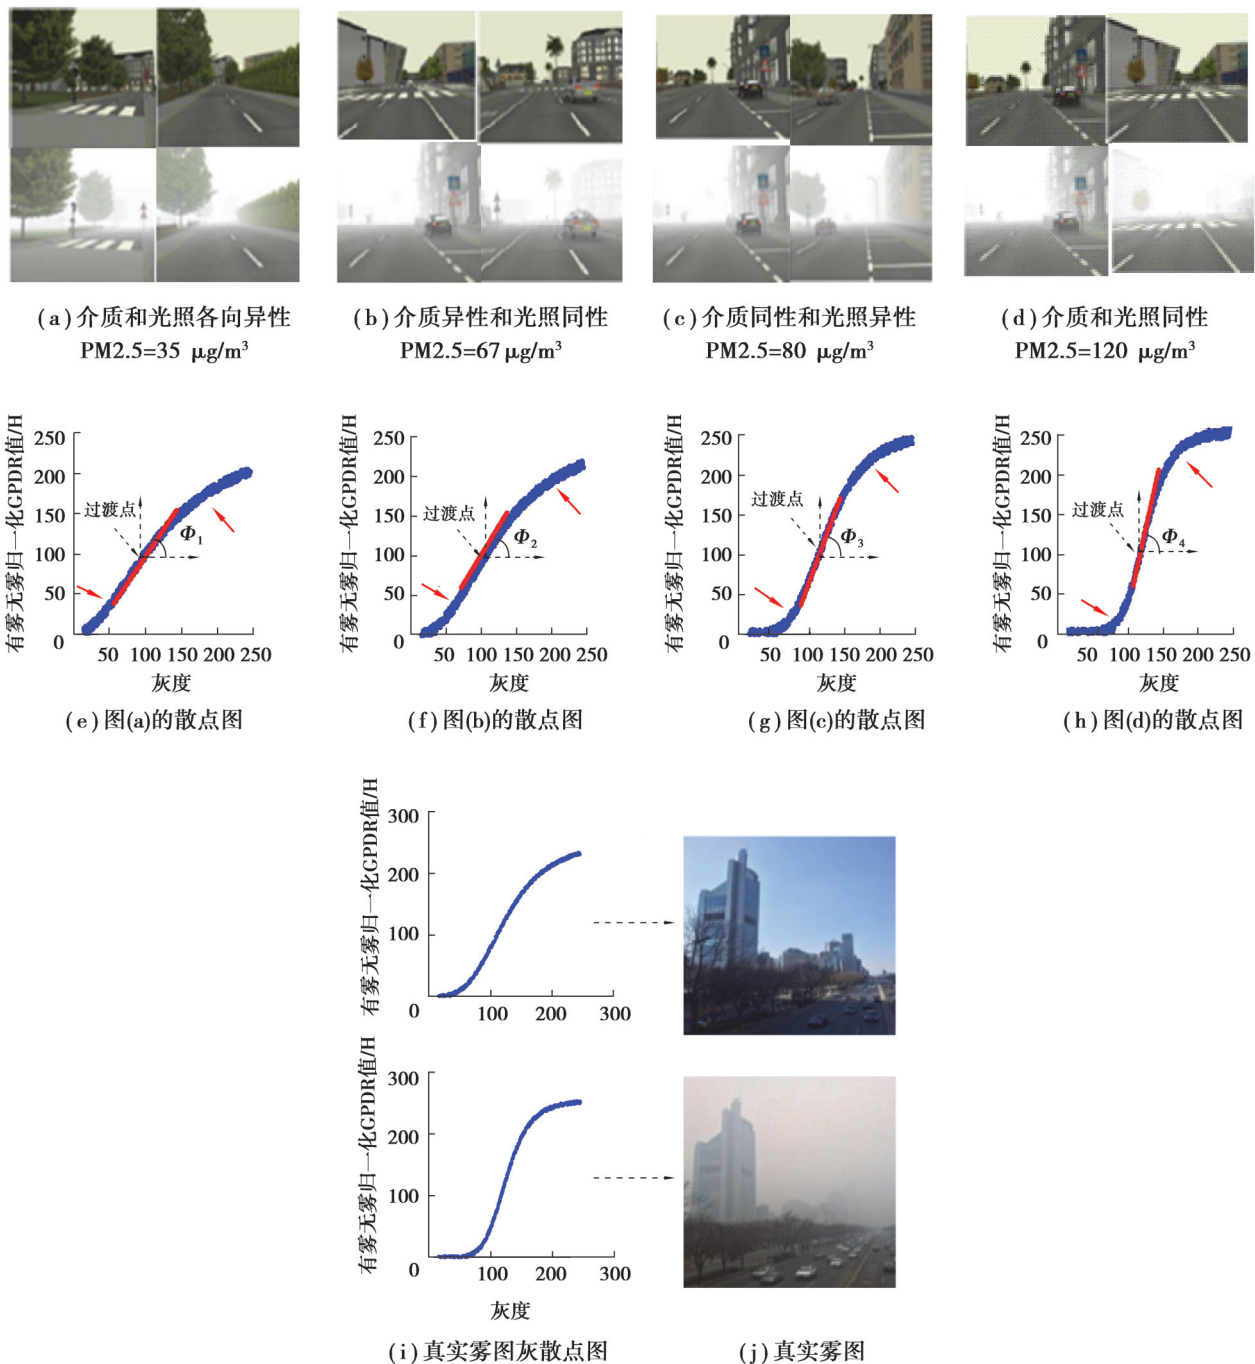 (a)介质和光照各向异性
PM2.5=35 μg/m³
(b)介质异性和光照同性
PM2.5=67 μg/m³
(c)介质同性和光照异性
PM2.5=80 μg/m³
(d)介质和光照同性
PM2.5=120 μg/m³
有雾无雾归一化GPDR值/H
250
200
150
100
50
0
过渡点
Φ₁
50 100 150 200 250
灰度
(e)图(a)的散点图
有雾无雾归一化GPDR值/H
250
200
150
100
50
0
过渡点
Φ₂
50 100 150 200 250
灰度
(f)图(b)的散点图
有雾无雾归一化GPDR值/H
250
200
150
100
50
0
过渡点
Φ₃
50 100 150 200 250
灰度
(g)图(c)的散点图
有雾无雾归一化GPDR值/H
250
200
150
100
50
0
过渡点
Φ₄
50 100 150 200 250
灰度
(h)图(d)的散点图
有雾无雾归一化GPDR值/H
300
200
100
0
100 200 300
有雾无雾归一化GPDR值/H
300
200
100
0
100 200 300
灰度
(i)真实雾图灰散点图
(j)真实雾图